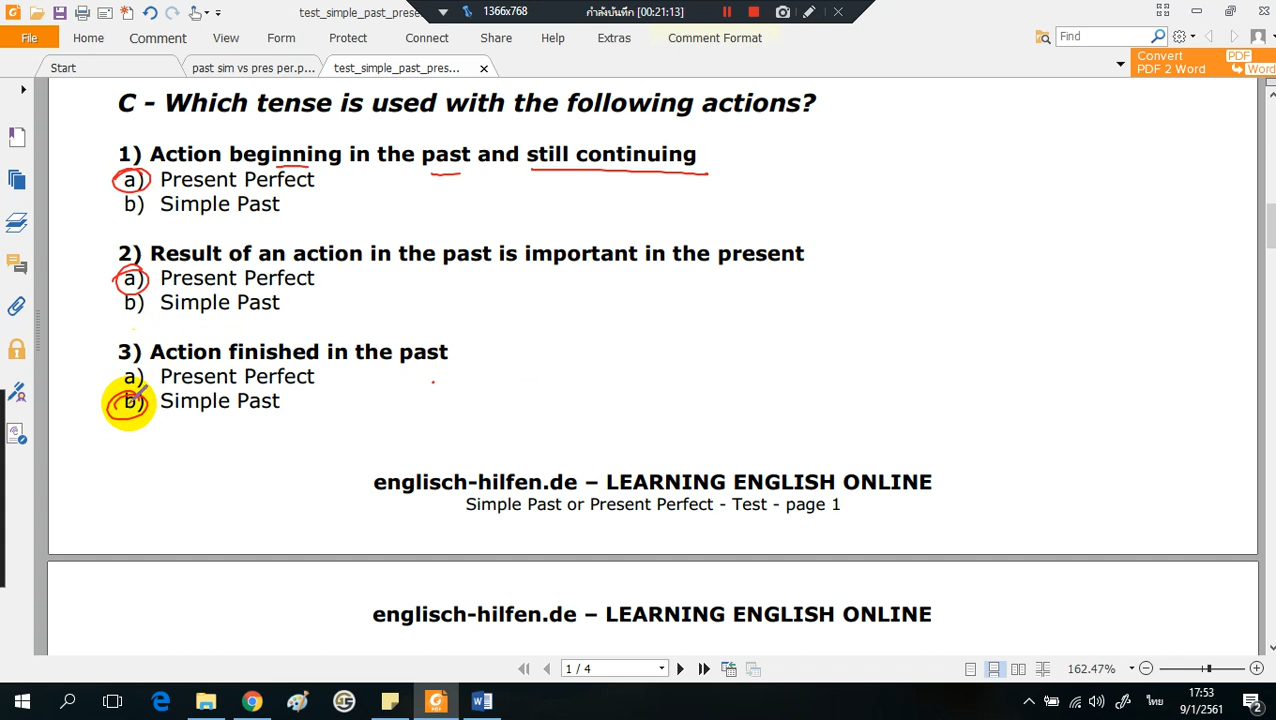 test_simple_past_prese
1366x768
กำลังบันทึก [00:21:13]
File
Home
Comment
View
Form
Protect
Connect
Share
Help
Extras
Comment Format
Find
Start
past sim vs pres per.p...
test_simple_past_pres...
Convert
PDF 2 Word
PDF
Word
C - Which tense is used with the following actions?
1) Action beginning in the past and still continuing
a) Present Perfect
b) Simple Past
2) Result of an action in the past is important in the present
a) Present Perfect
b) Simple Past
3) Action finished in the past
a) Present Perfect
b) Simple Past
englisch-hilfen.de – LEARNING ENGLISH ONLINE
Simple Past or Present Perfect - Test - page 1
englisch-hilfen.de – LEARNING ENGLISH ONLINE
1 / 4
162.47%
ไทย
17:53
9/1/2561
2